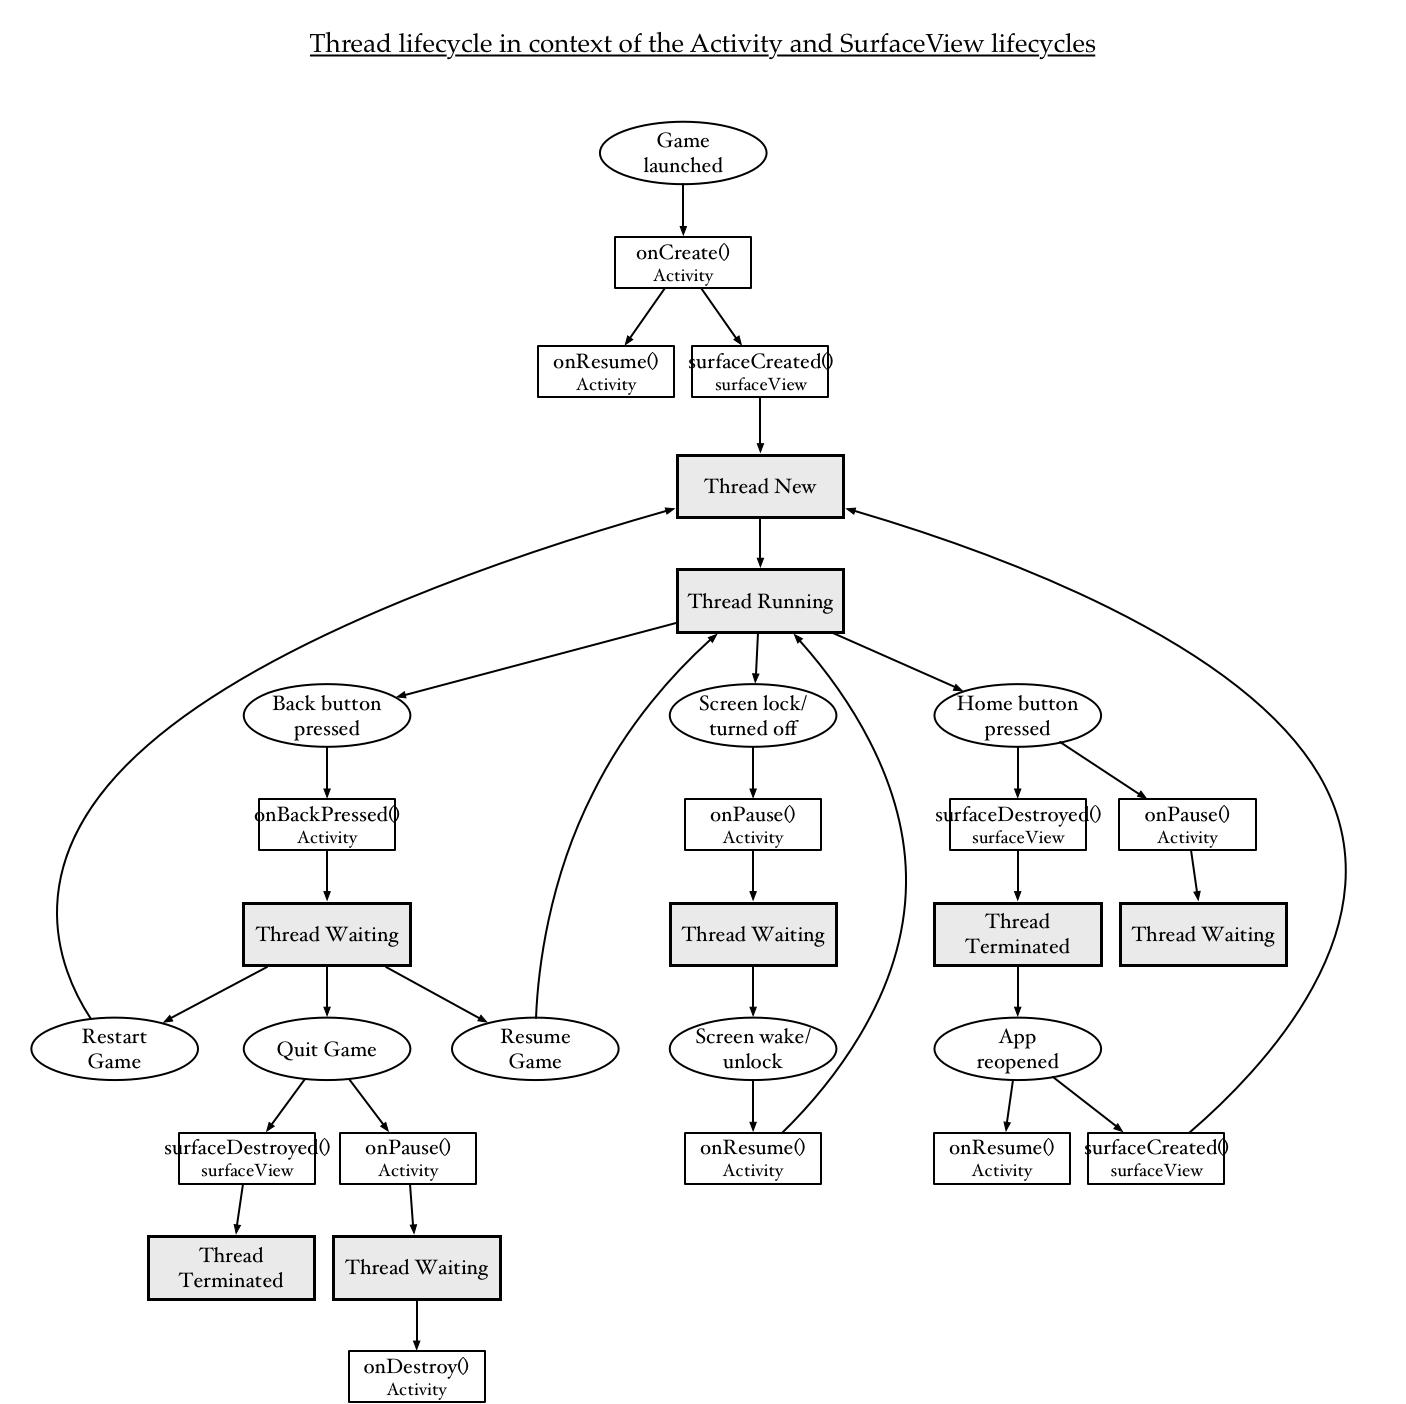 Thread lifecycle in context of the Activity and SurfaceView lifecycles
Game
launched
onCreate()
Activity
onResume()
Activity
surfaceCreated()
surfaceView
Thread New
Thread Running
Back button
pressed
Screen lock/
turned off
Home button
pressed
onBackPressed()
Activity
onPause()
Activity
surfaceDestroyed()
surfaceView
onPause()
Activity
Thread Waiting
Thread Waiting
Thread
Terminated
Thread Waiting
Restart
Game
Quit Game
Resume
Game
Screen wake/
unlock
App
reopened
surfaceDestroyed()
surfaceView
onPause()
Activity
onResume()
Activity
onResume()
Activity
surfaceCreated()
surfaceView
Thread
Terminated
Thread Waiting
onDestroy()
Activity